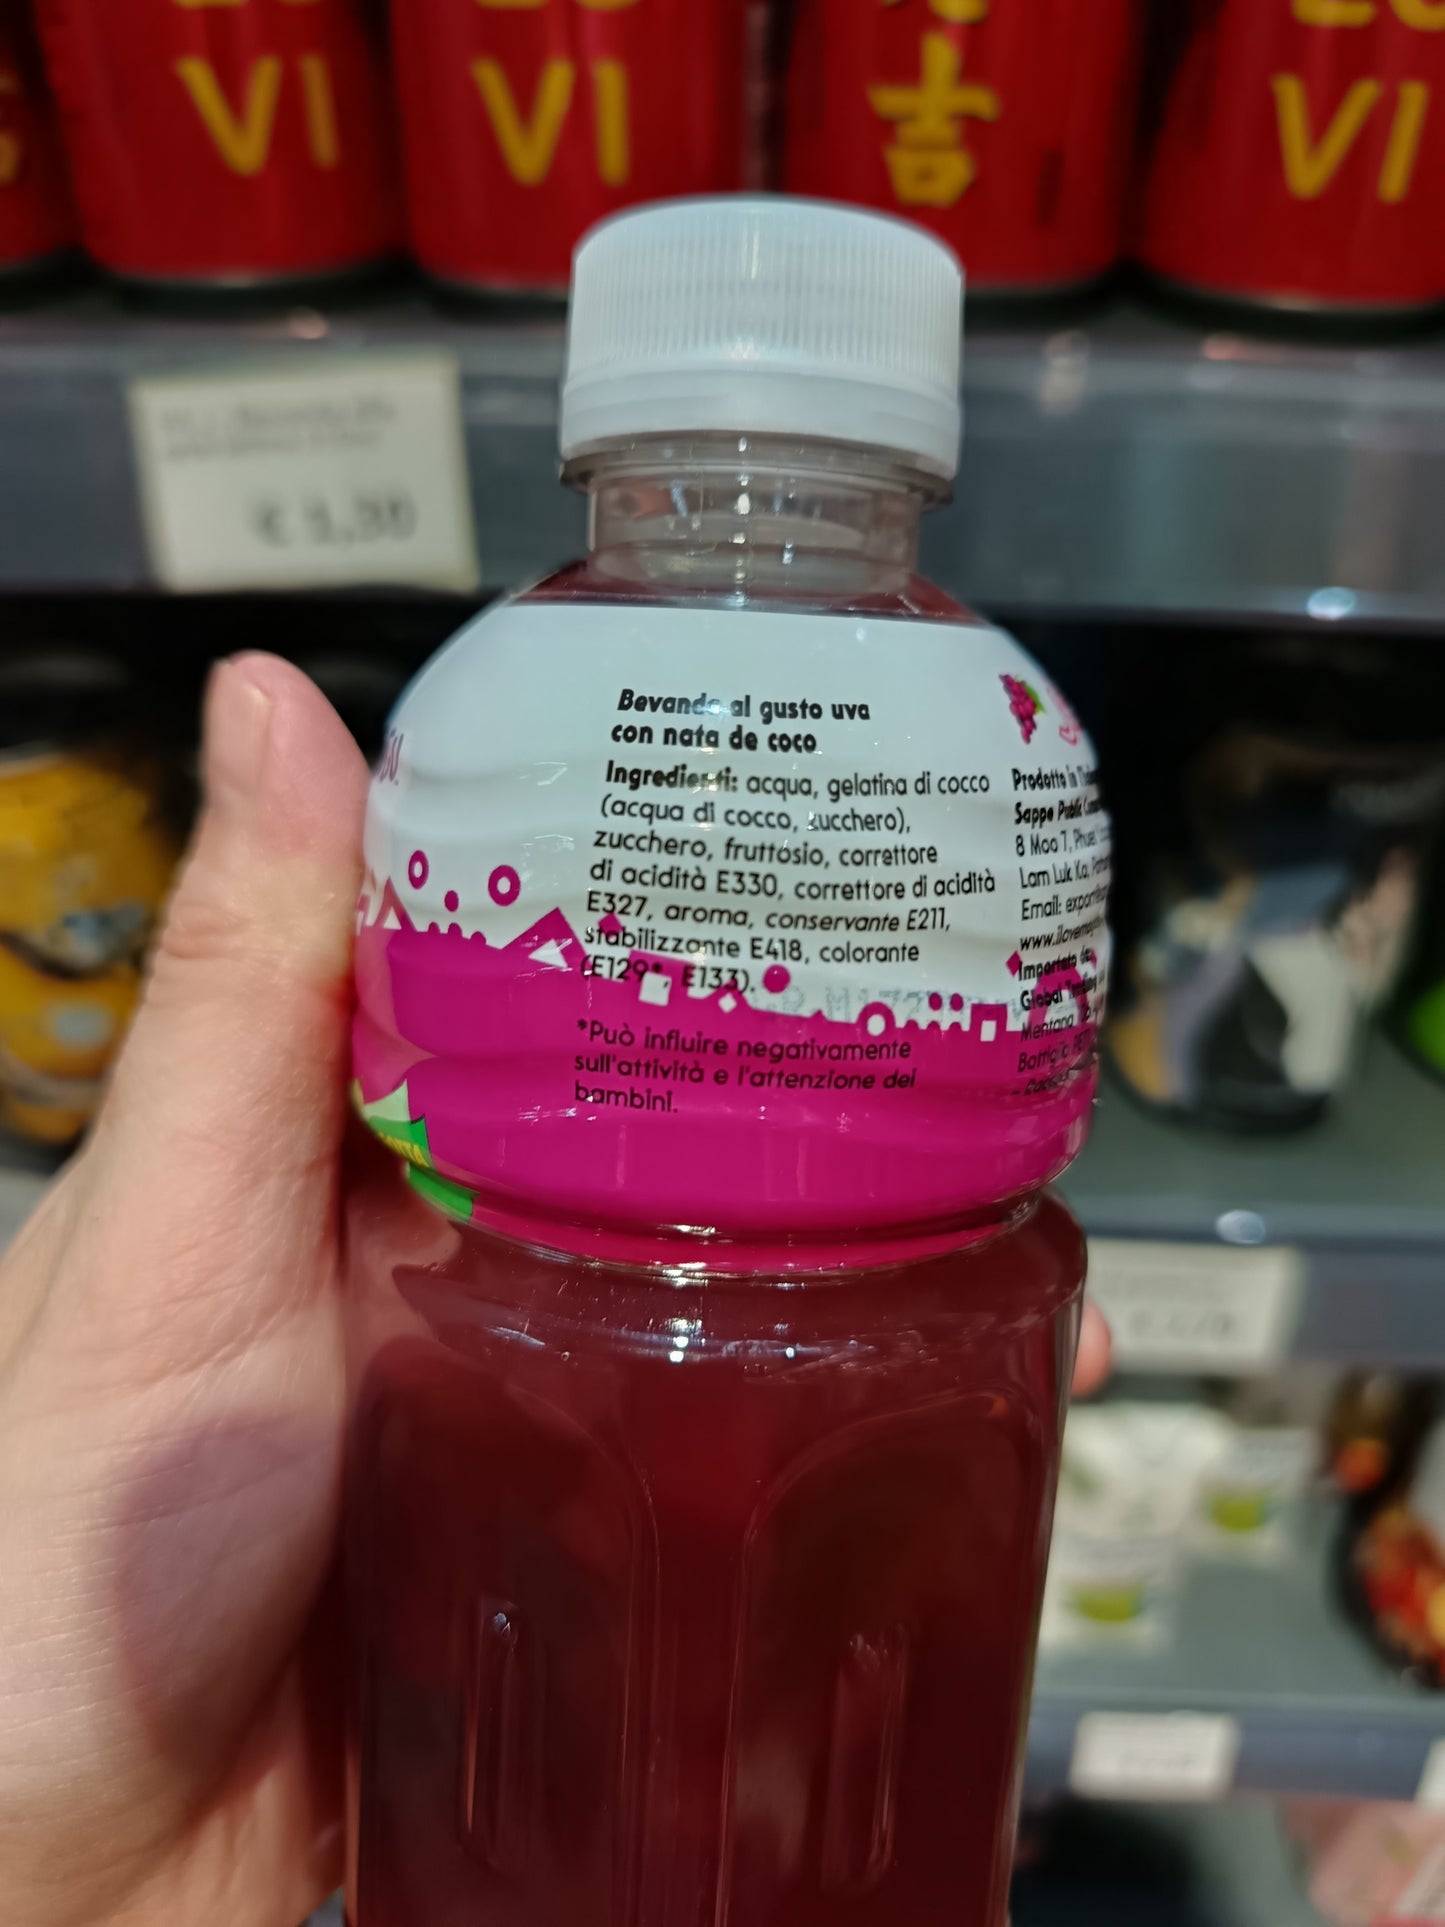 VI
VI
吉
VI
Bevanda al gusto uva
con nata de coco
Ingredienti: acqua, gelatina di cocco
(acqua di cocco, zucchero),
zucchero, fruttosio, correttore
di acidità E330, correttore di acidità
E327, aroma, conservante E211,
stabilizzante E418, colorante
(E129*, E133).
*Può influire negativamente
sull'attività e l'attenzione dei
bambini.
Prodotto in
Sappe Public
8 Moo 7,
Lam Luk Ka,
Email:
Importato da:
Global Trading
Mentana